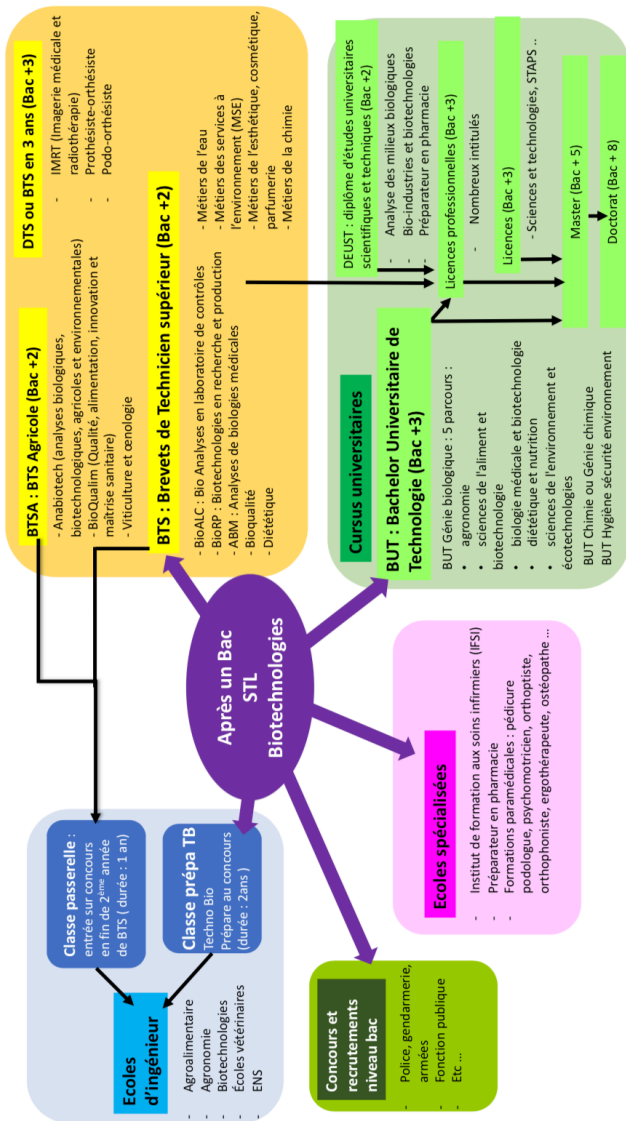 Après un Bac
STL
Biotechnologies
Classe passerelle :
entrée sur concours
en fin de 2ème année
de BTS ( durée : 1 an)
Classe prépa TB
Techno Bio
Prépare au concours
(durée : 2ans )
Ecoles
d'ingénieur
- Agroalimentaire
- Agronomie
- Biotechnologies
- Écoles vétérinaires
- ENS
BTSA : BTS Agricole (Bac +2)
- Anabiotech (analyses biologiques,
biotechnologiques, agricoles et environnementales)
- BioQualim (Qualité, alimentation, innovation et
maîtrise sanitaire)
- Viticulture et œnologie
DTS ou BTS en 3 ans (Bac +3)
- IMRT (Imagerie médicale et
radiothérapie)
- Prothésiste-orthésiste
- Podo-orthésiste
BTS : Brevets de Technicien supérieur (Bac +2)
- BioALC : Bio Analyses en laboratoire de contrôles
- BioRP : Biotechnologies en recherche et production
- ABM : Analyses de biologies médicales
- Bioqualité
- Diététique
- Métiers de l'eau
- Métiers des services à
l'environnement (MSE)
- Métiers de l'esthétique, cosmétique,
parfumerie
- Métiers de la chimie
Concours et
recrutements
niveau bac
- Police, gendarmerie,
armées
- Fonction publique
- Etc ...
Ecoles spécialisées
- Institut de formation aux soins infirmiers (IFSI)
- Préparateur en pharmacie
- Formations paramédicales : pédicure
podologue, psychomotricien, orthoptiste,
orthophoniste, ergothérapeute, ostéopathe ...
Cursus universitaires
BUT : Bachelor Universitaire de
Technologie (Bac +3)
BUT Génie biologique : 5 parcours :
• agronomie
• sciences de l'aliment et
biotechnologie
• biologie médicale et biotechnologie
• diététique et nutrition
• sciences de l'environnement et
écotechnologies
BUT Chimie ou Génie chimique
BUT Hygiène sécurité environnement
DEUST : diplôme d'études universitaires
scientifiques et techniques (Bac +2)
- Analyse des milieux biologiques
- Bio-industries et biotechnologies
- Préparateur en pharmacie
Licences professionnelles (Bac +3)
- Nombreux intitulés
Licences (Bac +3)
- Sciences et technologies, STAPS ..
Master (Bac + 5)
Doctorat (Bac + 8)